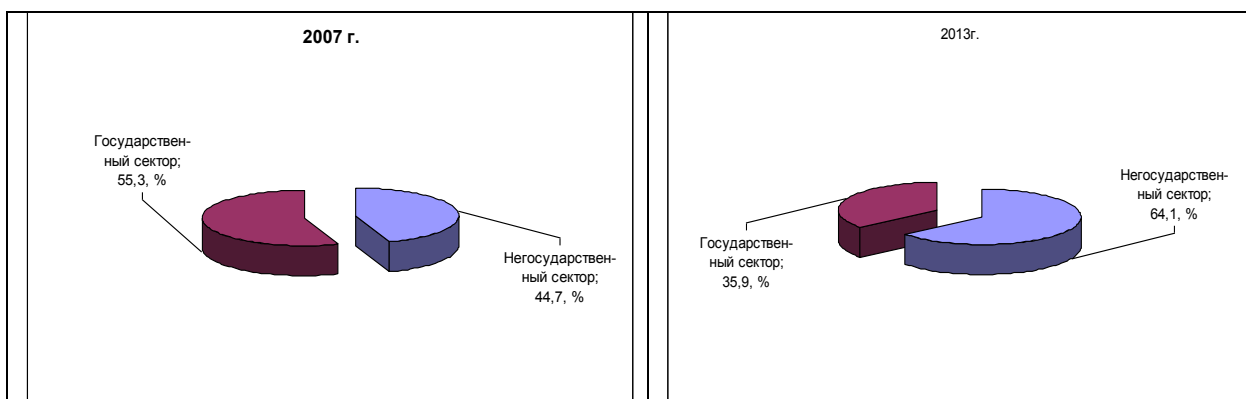 2007 г.
Государствен-
ный сектор;
55,3, %
Негосударствен-
ный сектор;
44,7, %
2013г.
Негосударствен-
ный сектор;
64,1, %
Государствен-
ный сектор;
35,9, %